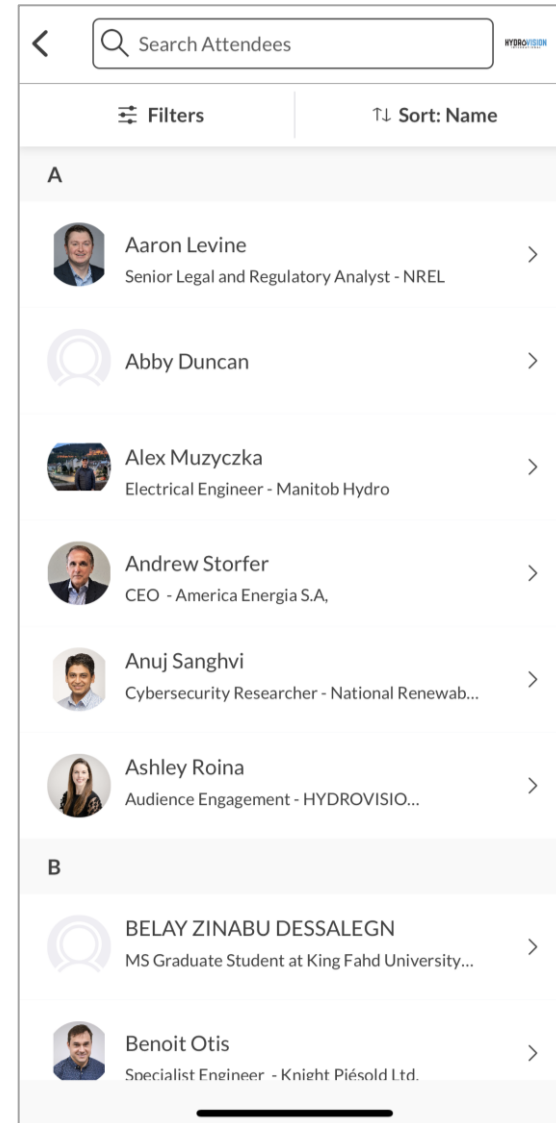 Search Attendees
HYDROVISION
INTERNATIONAL
Filters
↑↓ Sort: Name
A
Aaron Levine
Senior Legal and Regulatory Analyst - NREL
Abby Duncan
Alex Muzyczka
Electrical Engineer - Manitob Hydro
Andrew Storfer
CEO  - America Energia S.A,
Anuj Sanghvi
Cybersecurity Researcher - National Renewab...
Ashley Roina
Audience Engagement - HYDROVISIO...
B
BELAY ZINABU DESSALEGN
MS Graduate Student at King Fahd University...
Benoit Otis
Specialist Engineer  - Knight Piésold Ltd.